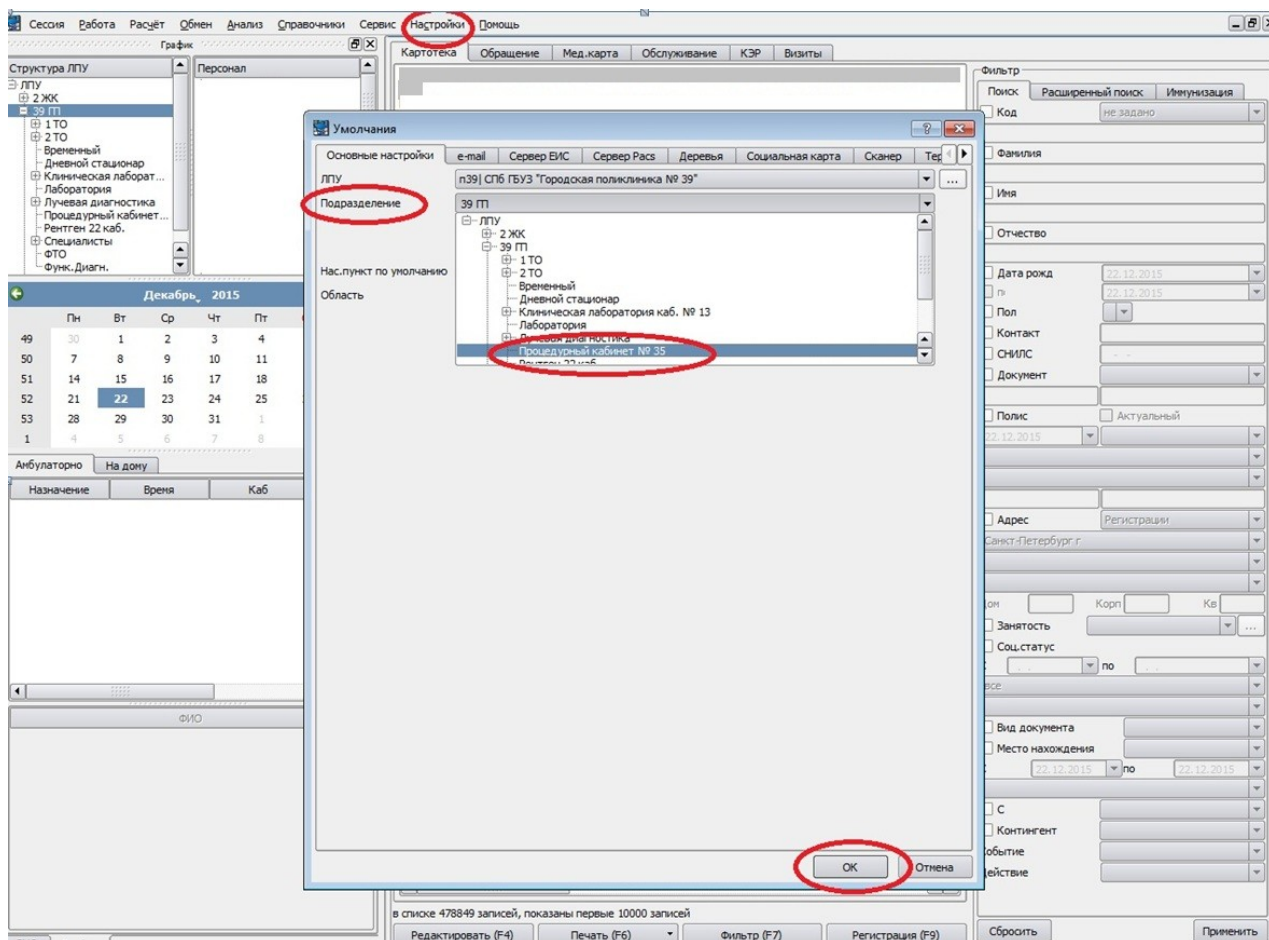 Сессия Работа Расчёт Обмен Анализ Справочники Сервис Настройки Помощь
График
Структура ЛПУ Персонал
ЛПУ
2 ЖК
39 ГП
1 ТО
2 ТО
Временный
Дневной стационар
Клиническая лаборат...
Лаборатория
Лучевая диагностика
Процедурный кабинет...
Рентген 22 каб.
Специалисты
ФТО
Функ.Диагн.
Декабрь, 2015
Пн Вт Ср Чт Пт
49 30 1 2 3 4
50 7 8 9 10 11
51 14 15 16 17 18
52 21 22 23 24 25
53 28 29 30 31 1
1 4 5 6 7 8
Амбулаторно На дому
Назначение Время Каб
ФИО
Картотека Обращение Мед.карта Обслуживание КЭР Визиты
Умолчания
Основные настройки e-mail Сервер ЕИС Сервер Pacs Деревья Социальная карта Сканер Тер
ЛПУ п39| СПб ГБУЗ "Городская поликлиника № 39" ...
Подразделение 39 ГП
ЛПУ
2 ЖК
39 ГП
1 ТО
2 ТО
Временный
Дневной стационар
Клиническая лаборатория каб. № 13
Лаборатория
Лучевая диагностика
Процедурный кабинет № 35
Рентген 22 каб.
Нас.пункт по умолчанию
Область
OK Отмена
в списке 478849 записей, показаны первые 10000 записей
Редактировать (F4) Печать (F6) Фильтр (F7) Регистрация (F9)
Фильтр
Поиск Расширенный поиск Иммунизация
Код не задано
Фамилия
Имя
Отчество
Дата рожд 22.12.2015
22.12.2015
Пол
Контакт
СНИЛС - -
Документ
Полис Актуальный
22.12.2015
Адрес Регистрации
Санкт-Петербург г
Корп Кв
Занятость ...
Соц.статус
по
все
Вид документа
Место нахождения
22.12.2015 по 22.12.2015
С
Контингент
Событие
Действие
Сбросить Применить